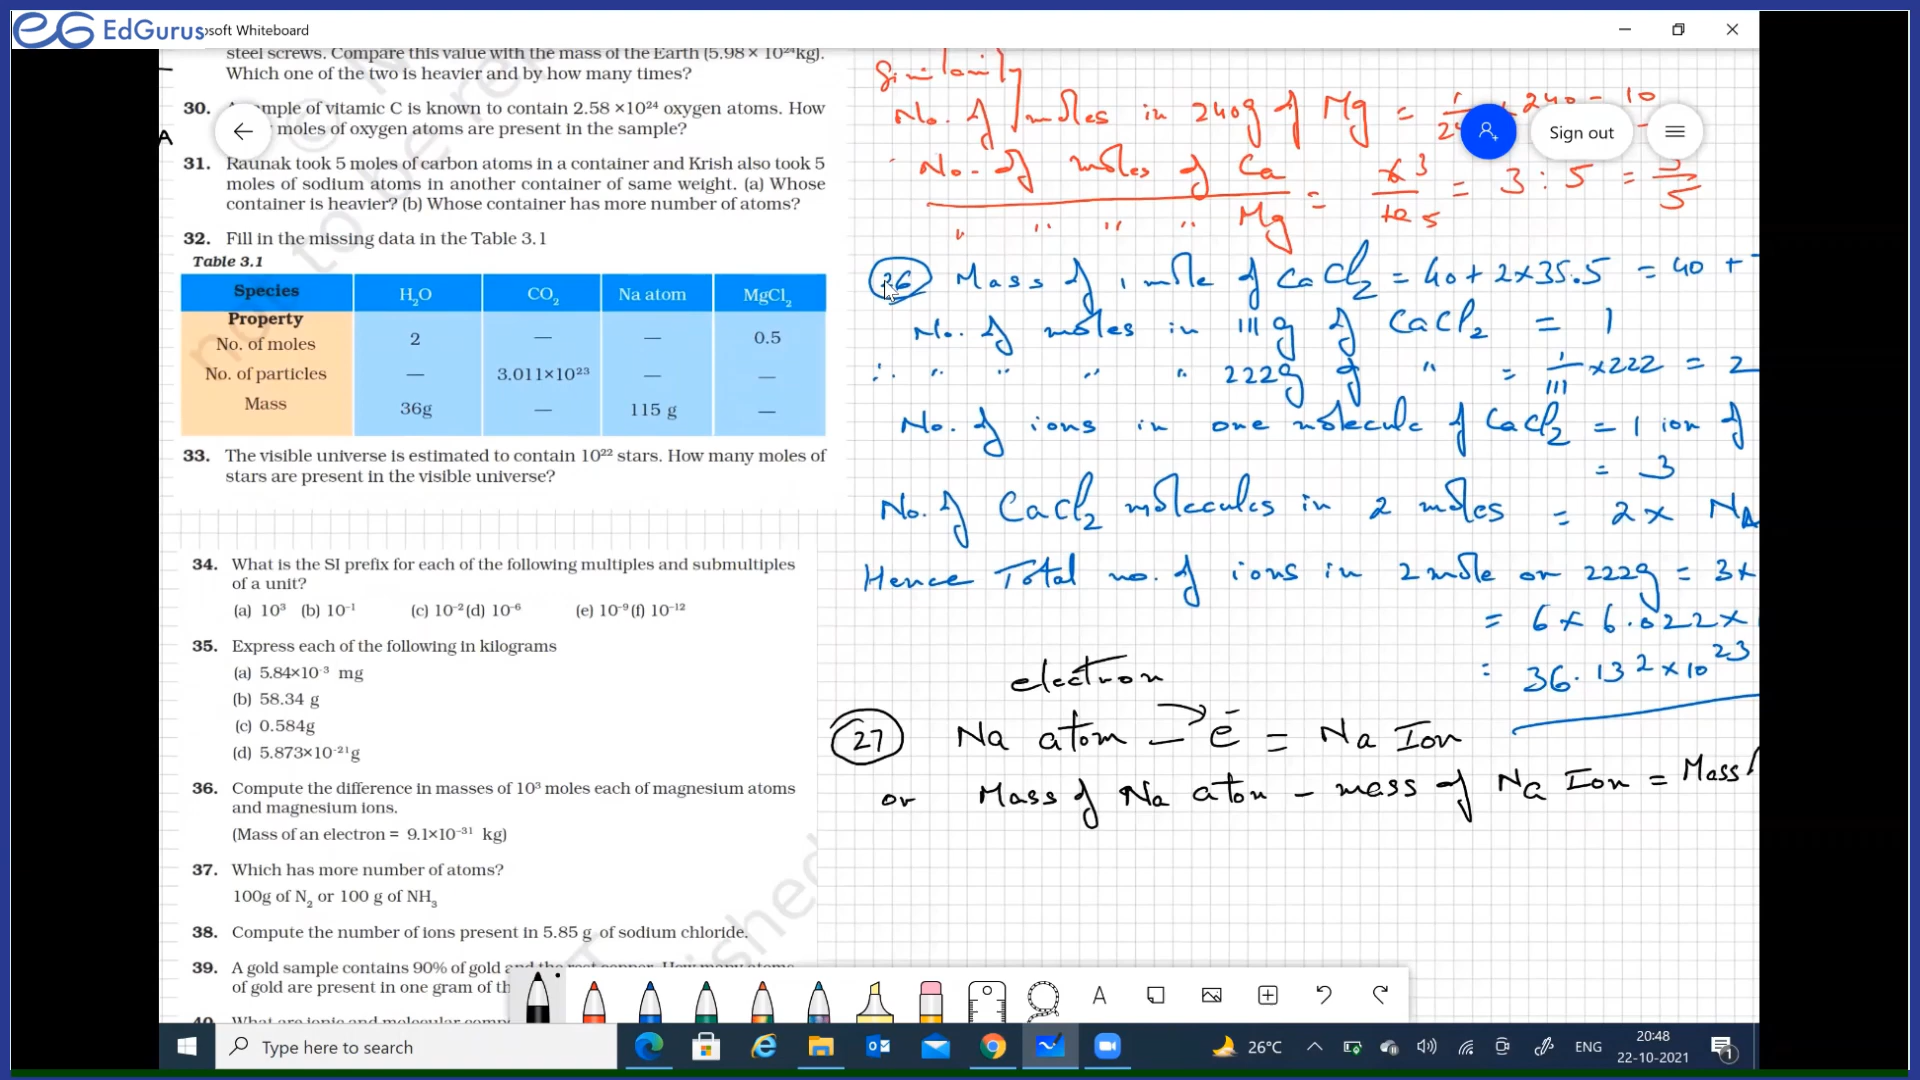 EdGurus
osoft Whiteboard
steel screws. Compare this value with the mass of the Earth (5.98 × 10²⁴kg).
Which one of the two is heavier and by how many times?
30. mple of vitamic C is known to contain 2.58 ×10²⁴ oxygen atoms. How
moles of oxygen atoms are present in the sample?
31. Raunak took 5 moles of carbon atoms in a container and Krish also took 5
moles of sodium atoms in another container of same weight. (a) Whose
container is heavier? (b) Whose container has more number of atoms?
32. Fill in the missing data in the Table 3.1
Table 3.1
Species H₂O CO₂ Na atom MgCl₂
Property
No. of moles 2 — — 0.5
No. of particles — 3.011×10²³ — —
Mass 36g — 115 g —
33. The visible universe is estimated to contain 10²² stars. How many moles of
stars are present in the visible universe?
34. What is the SI prefix for each of the following multiples and submultiples
of a unit?
(a) 10³ (b) 10⁻¹ (c) 10⁻² (d) 10⁻⁶ (e) 10⁻⁹ (f) 10⁻¹²
35. Express each of the following in kilograms
(a) 5.84×10⁻³ mg
(b) 58.34 g
(c) 0.584g
(d) 5.873×10⁻²¹g
36. Compute the difference in masses of 10³ moles each of magnesium atoms
and magnesium ions.
(Mass of an electron = 9.1×10⁻³¹ kg)
37. Which has more number of atoms?
100g of N₂ or 100 g of NH₃
38. Compute the number of ions present in 5.85 g of sodium chloride.
39. A gold sample contains 90% of gold and the rest copper. How many atoms
of gold are present in one gram of th
Similarly
No. of moles in 240g of Mg = 240 = 10
No. of moles of Ca
" " " Mg
= 3 : 5 = 3/5
Sign out
26 Mass of 1 mole of CaCl₂ = 40 + 2×35.5 = 40 +
No. of moles in 111g of CaCl₂ = 1
∴ " " " " 222g of " = 1/111 ×222 = 2
No. of ions in one molecule of CaCl₂ = 1 ion of
= 3
No. of CaCl₂ molecules in 2 moles = 2× NA
Hence Total no. of ions in 2 mole or 222g = 3×
= 6 × 6.022×
= 36.132×10²³
electron
27 Na atom – e⁻ = Na Ion
or Mass of Na atom – mass of Na Ion = Mass
A
Type here to search
26°C
ENG
20:48
22-10-2021
1